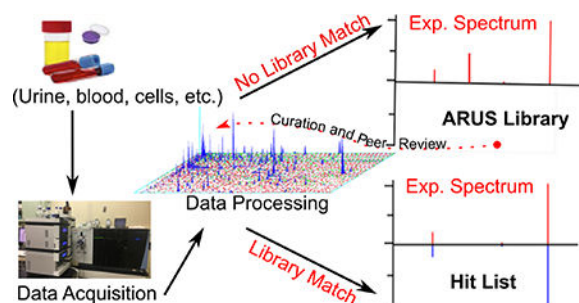 No Library Match
Exp. Spectrum
(Urine, blood, cells, etc.)
ARUS Library
Curation and Peer-Review
Exp. Spectrum
Data Processing
Library Match
Hit List
Data Acquisition